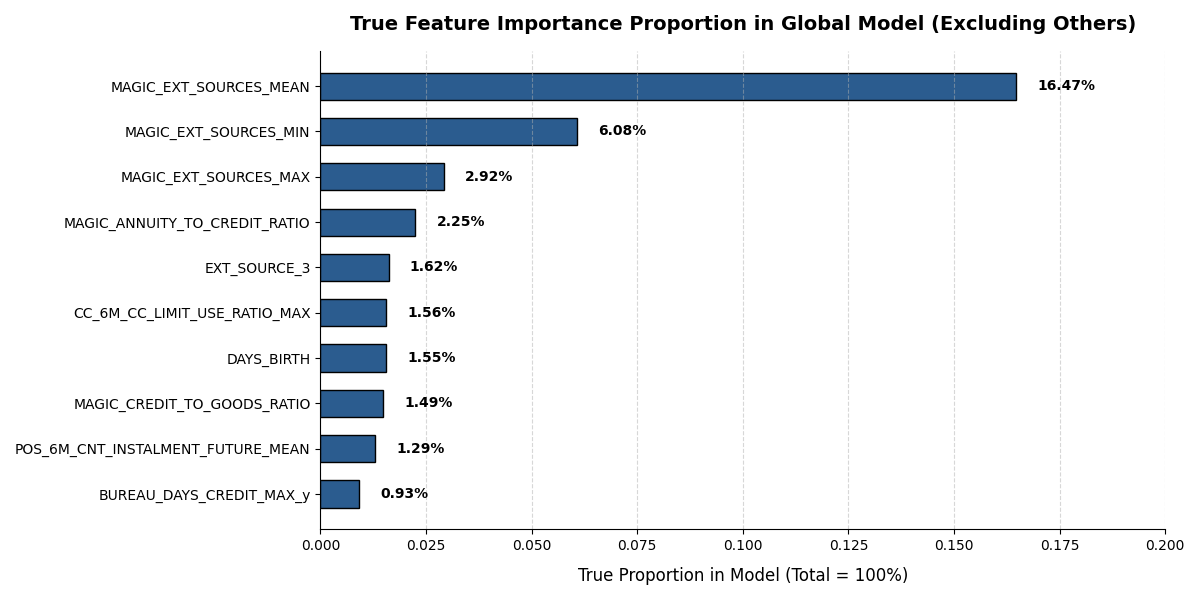 True Feature Importance Proportion in Global Model (Excluding Others)
MAGIC_EXT_SOURCES_MEAN 16.47%
MAGIC_EXT_SOURCES_MIN 6.08%
MAGIC_EXT_SOURCES_MAX 2.92%
MAGIC_ANNUITY_TO_CREDIT_RATIO 2.25%
EXT_SOURCE_3 1.62%
CC_6M_CC_LIMIT_USE_RATIO_MAX 1.56%
DAYS_BIRTH 1.55%
MAGIC_CREDIT_TO_GOODS_RATIO 1.49%
POS_6M_CNT_INSTALMENT_FUTURE_MEAN 1.29%
BUREAU_DAYS_CREDIT_MAX_y 0.93%
0.000 0.025 0.050 0.075 0.100 0.125 0.150 0.175 0.200
True Proportion in Model (Total = 100%)